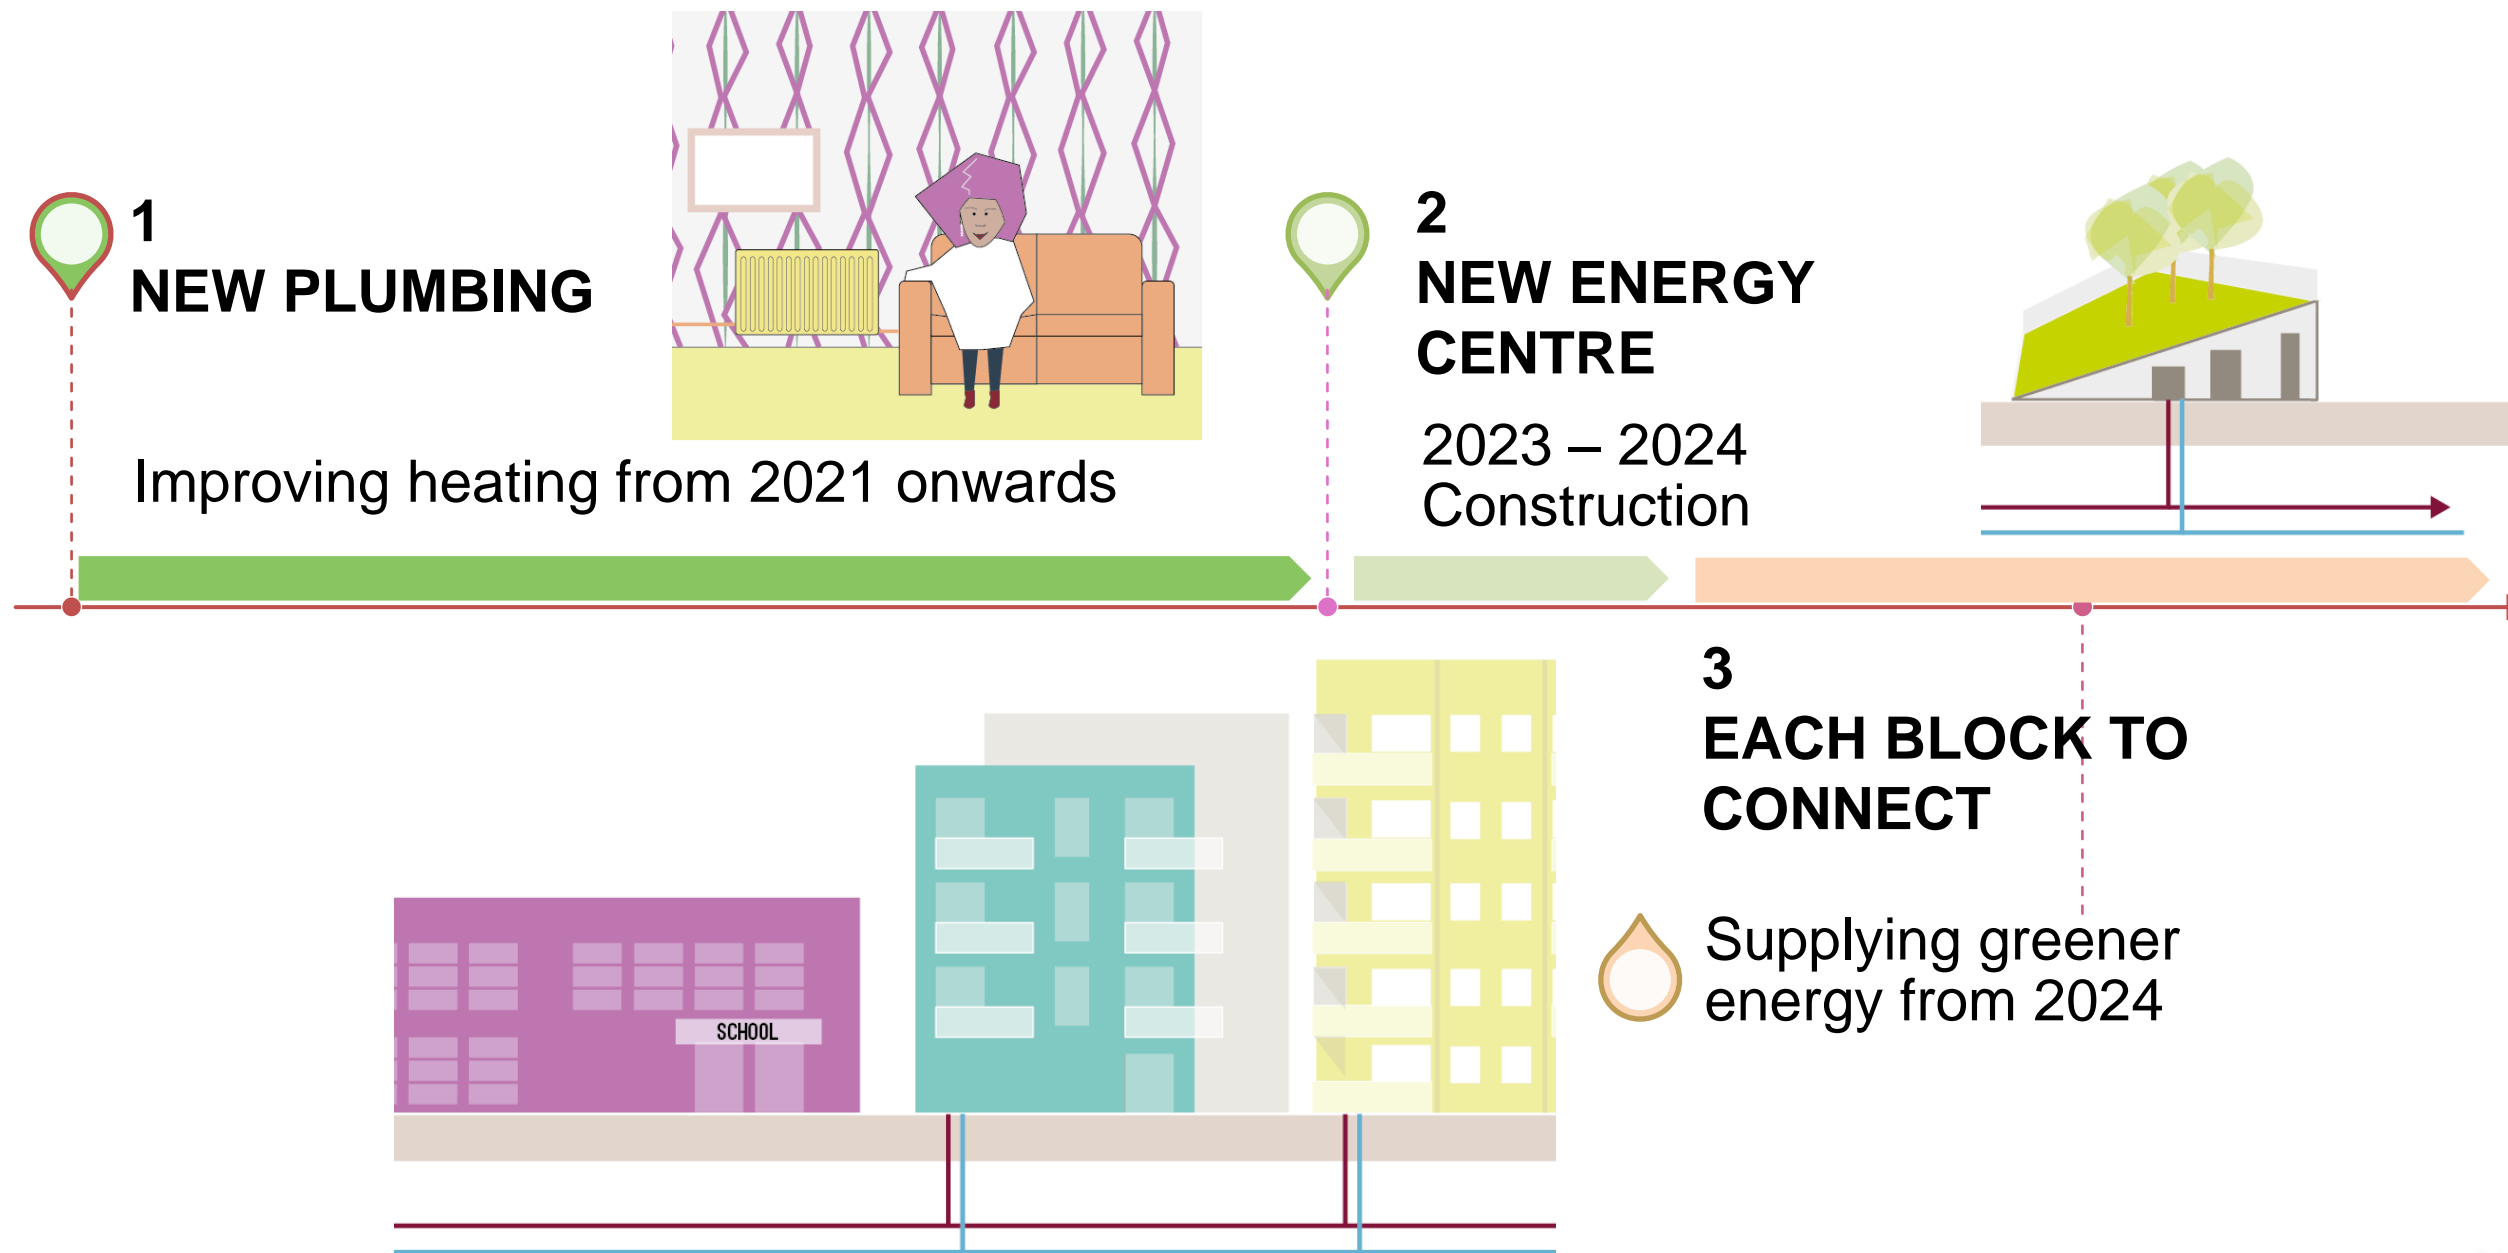 1
NEW PLUMBING
Improving heating from 2021 onwards
2
NEW ENERGY
CENTRE
2023 – 2024
Construction
3
EACH BLOCK TO
CONNECT
Supplying greener
energy from 2024
SCHOOL